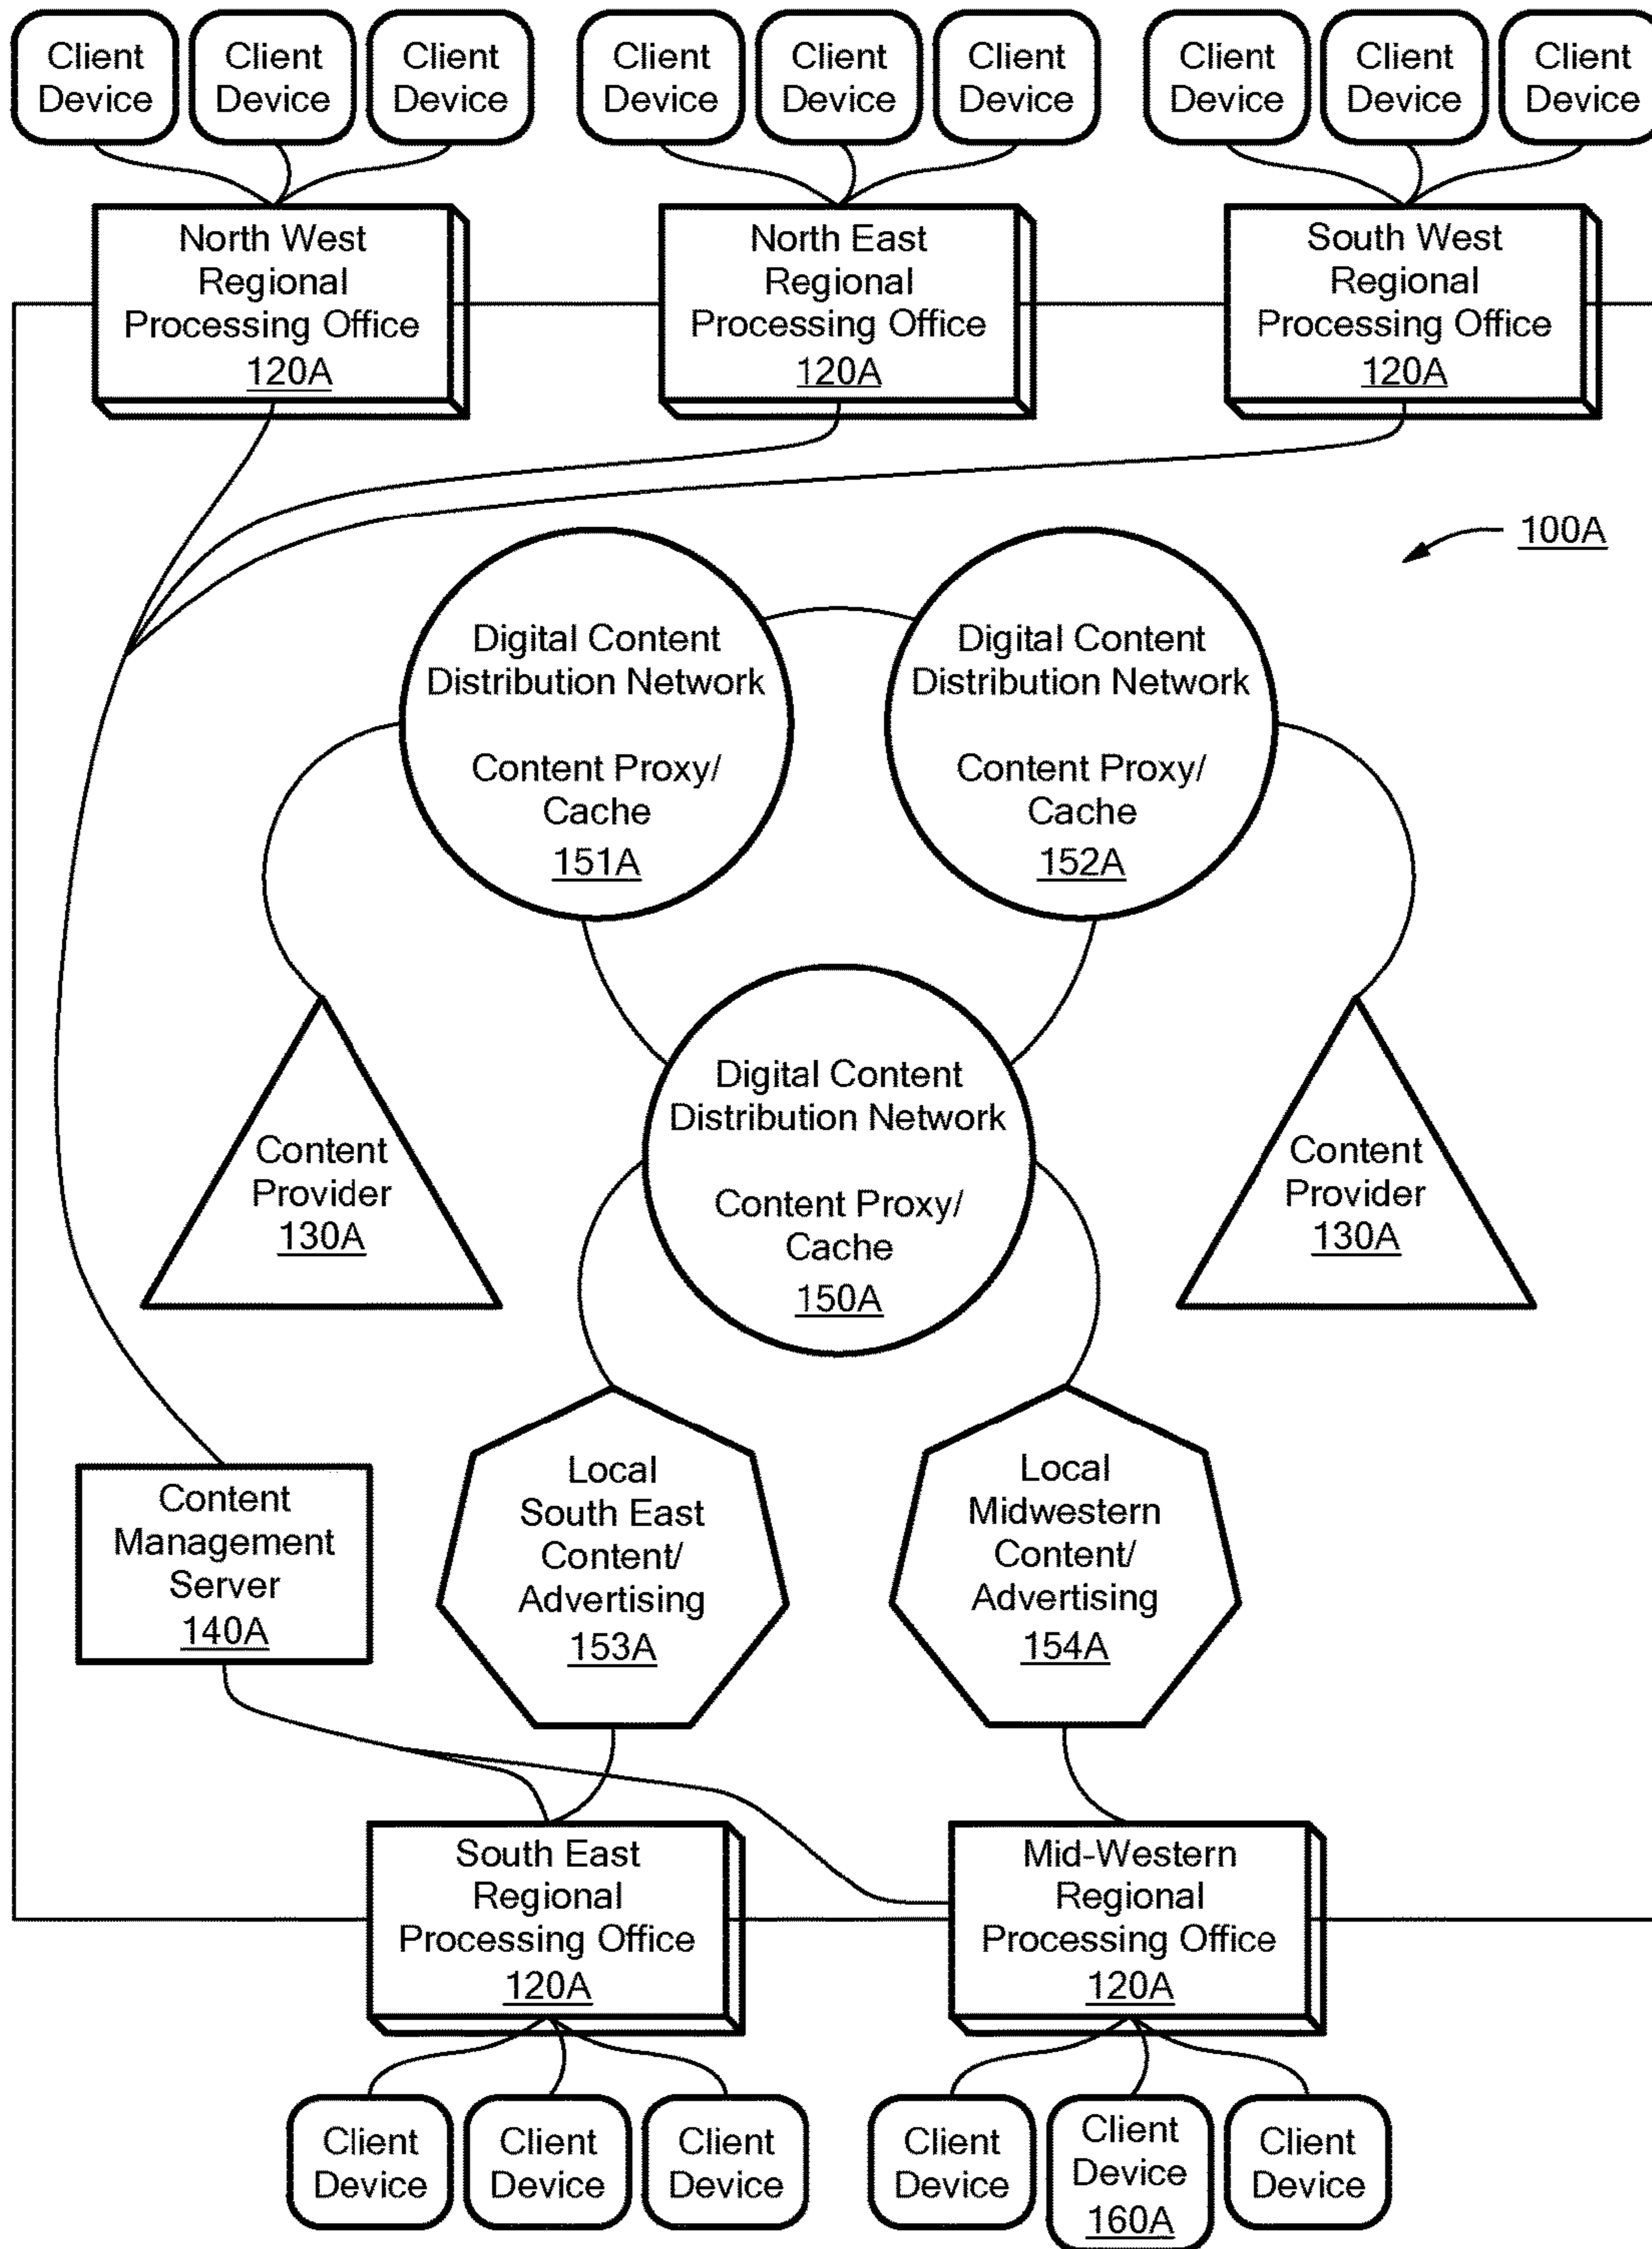 Client
Device
Client
Device
Client
Device
Client
Device
Client
Device
Client
Device
Client
Device
Client
Device
Client
Device
North West
Regional
Processing Office
120A
North East
Regional
Processing Office
120A
South West
Regional
Processing Office
120A
100A
Digital Content
Distribution Network
Content Proxy/
Cache
151A
Digital Content
Distribution Network
Content Proxy/
Cache
152A
Content
Provider
130A
Digital Content
Distribution Network
Content Proxy/
Cache
150A
Content
Provider
130A
Content
Management
Server
140A
Local
South East
Content/
Advertising
153A
Local
Midwestern
Content/
Advertising
154A
South East
Regional
Processing Office
120A
Mid-Western
Regional
Processing Office
120A
Client
Device
Client
Device
Client
Device
Client
Device
Client
Device
160A
Client
Device